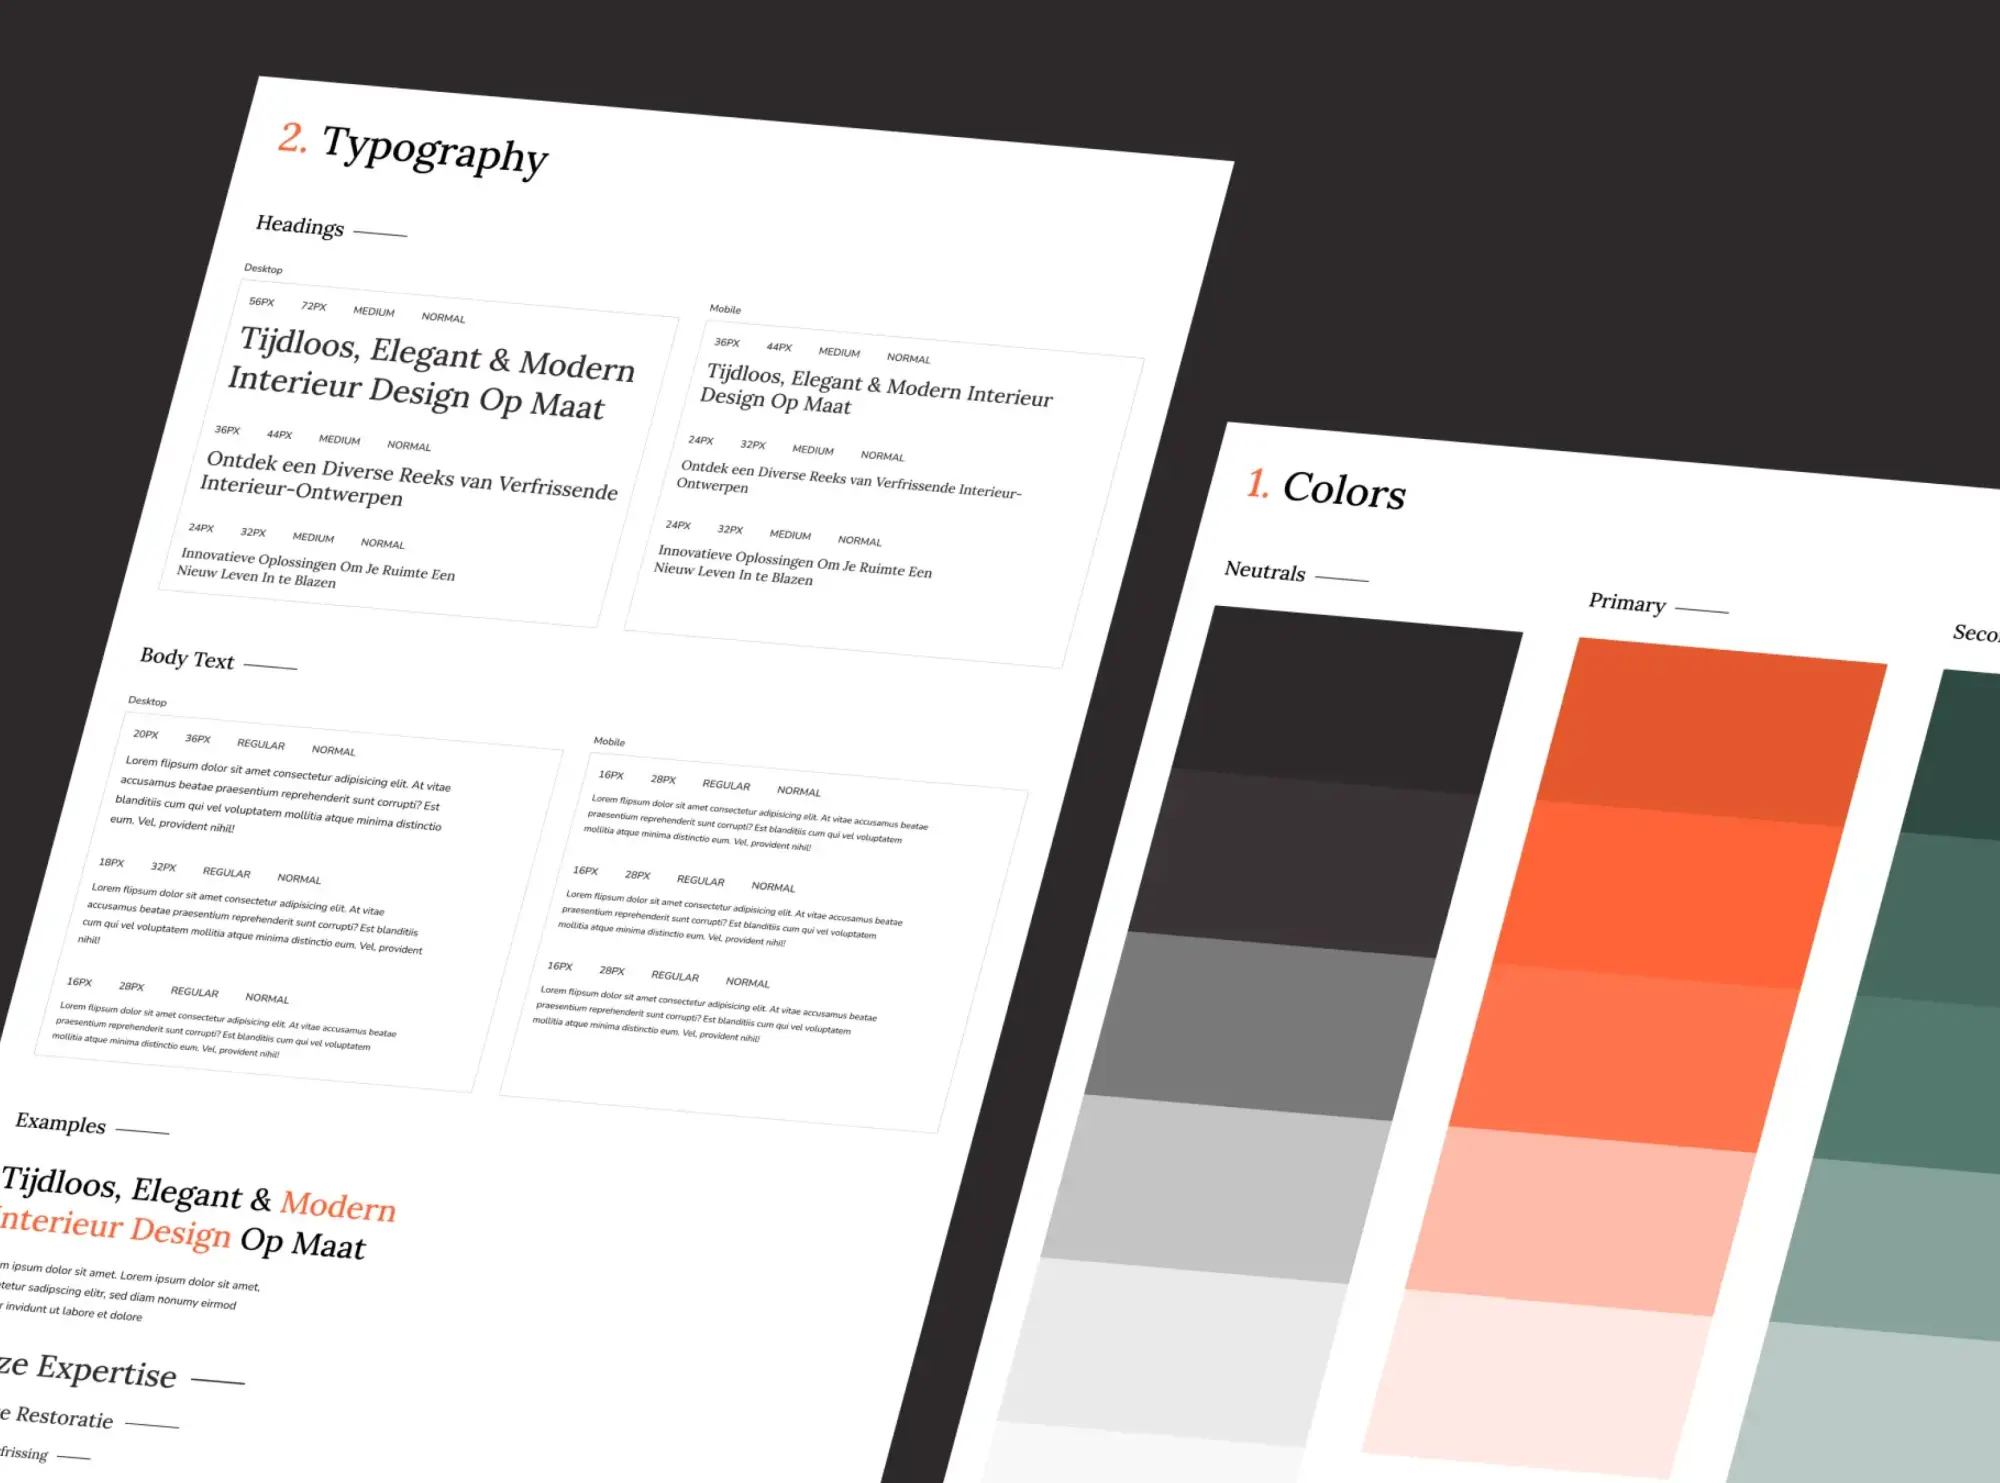 2. Typography
Headings
Desktop
56PX 72PX MEDIUM NORMAL
Tijdloos, Elegant & Modern
Interieur Design Op Maat
36PX 44PX MEDIUM NORMAL
Ontdek een Diverse Reeks van Verfrissende
Interieur-Ontwerpen
24PX 32PX MEDIUM NORMAL
Innovatieve Oplossingen Om Je Ruimte Een
Nieuw Leven In te Blazen
Mobile
36PX 44PX MEDIUM NORMAL
Tijdloos, Elegant & Modern Interieur
Design Op Maat
24PX 32PX MEDIUM NORMAL
Ontdek een Diverse Reeks van Verfrissende Interieur-
Ontwerpen
24PX 32PX MEDIUM NORMAL
Innovatieve Oplossingen Om Je Ruimte Een
Nieuw Leven In te Blazen
Body Text
Desktop
20PX 36PX REGULAR NORMAL
Lorem flipsum dolor sit amet consectetur adipisicing elit. At vitae
accusamus beatae praesentium reprehenderit sunt corrupti? Est
blanditiis cum qui vel voluptatem mollitia atque minima distinctio
eum. Vel, provident nihil!
18PX 32PX REGULAR NORMAL
Lorem flipsum dolor sit amet consectetur adipisicing elit. At vitae
accusamus beatae praesentium reprehenderit sunt corrupti? Est blanditiis
cum qui vel voluptatem mollitia atque minima distinctio eum. Vel, provident
nihil!
16PX 28PX REGULAR NORMAL
Lorem flipsum dolor sit amet consectetur adipisicing elit. At vitae accusamus beatae
praesentium reprehenderit sunt corrupti? Est blanditiis cum qui vel voluptatem
mollitia atque minima distinctio eum. Vel, provident nihil!
Mobile
16PX 28PX REGULAR NORMAL
Lorem flipsum dolor sit amet consectetur adipisicing elit. At vitae accusamus beatae
praesentium reprehenderit sunt corrupti? Est blanditiis cum qui vel voluptatem
mollitia atque minima distinctio eum. Vel, provident nihil!
16PX 28PX REGULAR NORMAL
Lorem flipsum dolor sit amet consectetur adipisicing elit. At vitae accusamus beatae
praesentium reprehenderit sunt corrupti? Est blanditiis cum qui vel voluptatem
mollitia atque minima distinctio eum. Vel, provident nihil!
16PX 28PX REGULAR NORMAL
Lorem flipsum dolor sit amet consectetur adipisicing elit. At vitae accusamus beatae
praesentium reprehenderit sunt corrupti? Est blanditiis cum qui vel voluptatem
mollitia atque minima distinctio eum. Vel, provident nihil!
Examples
Tijdloos, Elegant & Modern
nterieur Design Op Maat
m ipsum dolor sit amet. Lorem ipsum dolor sit amet,
tetur sadipscing elitr, sed diam nonumy eirmod
r invidunt ut labore et dolore
ze Expertise
e Restoratie
frissing
1. Colors
Neutrals
Primary
Seco